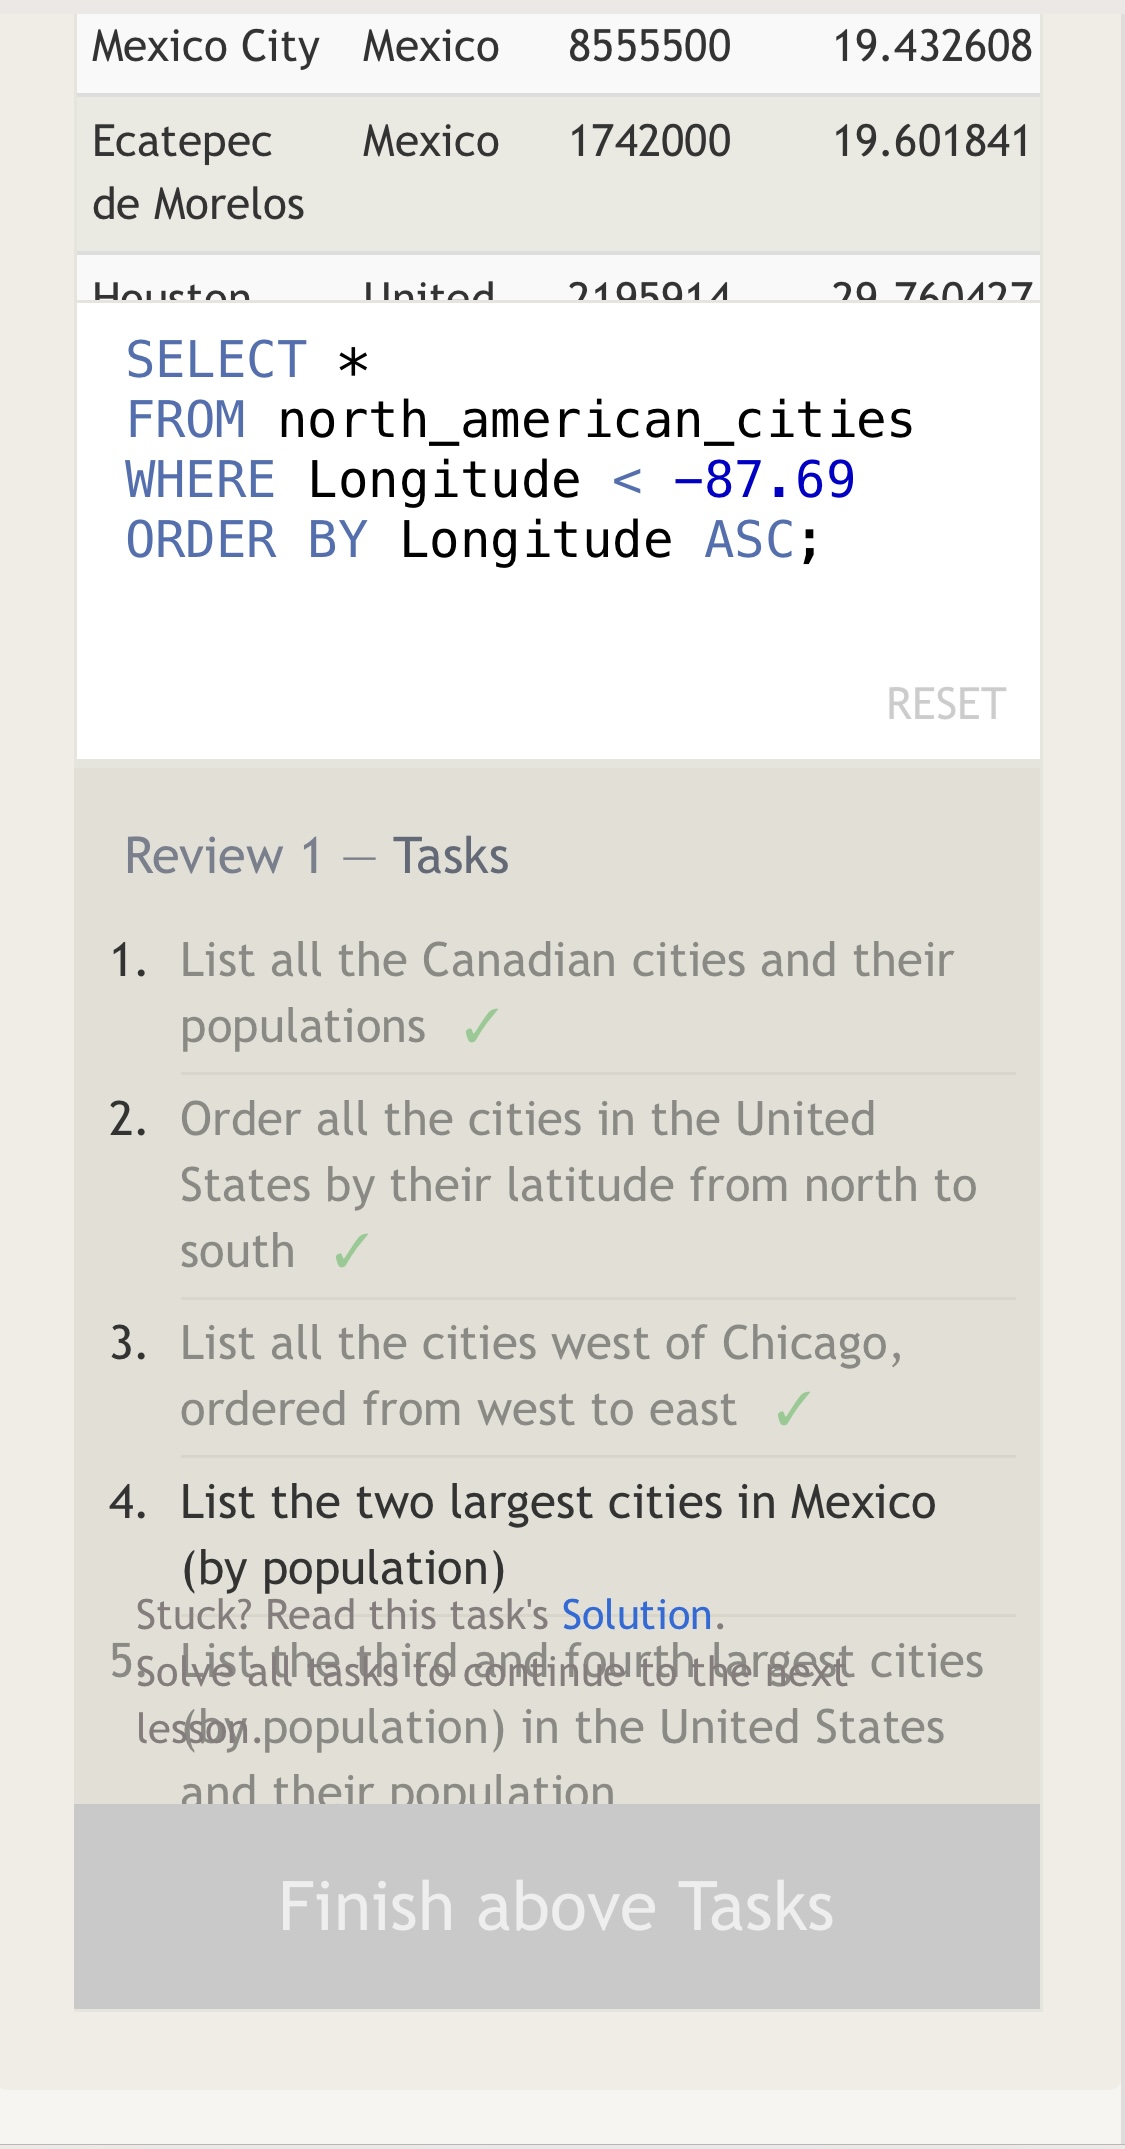 Mexico City Mexico 8555500 19.432608
Ecatepec Mexico 1742000 19.601841
de Morelos
Houston United 2195914 29.760427
SELECT *
FROM north_american_cities
WHERE Longitude < -87.69
ORDER BY Longitude ASC;
RESET
Review 1 — Tasks
1. List all the Canadian cities and their
populations ✓
2. Order all the cities in the United
States by their latitude from north to
south ✓
3. List all the cities west of Chicago,
ordered from west to east ✓
4. List the two largest cities in Mexico
(by population)
Stuck? Read this task's Solution.
5. List the third and fourth largest cities
Solve all tasks to continue to the next
(by population) in the United States
lesson.
and their population
Finish above Tasks